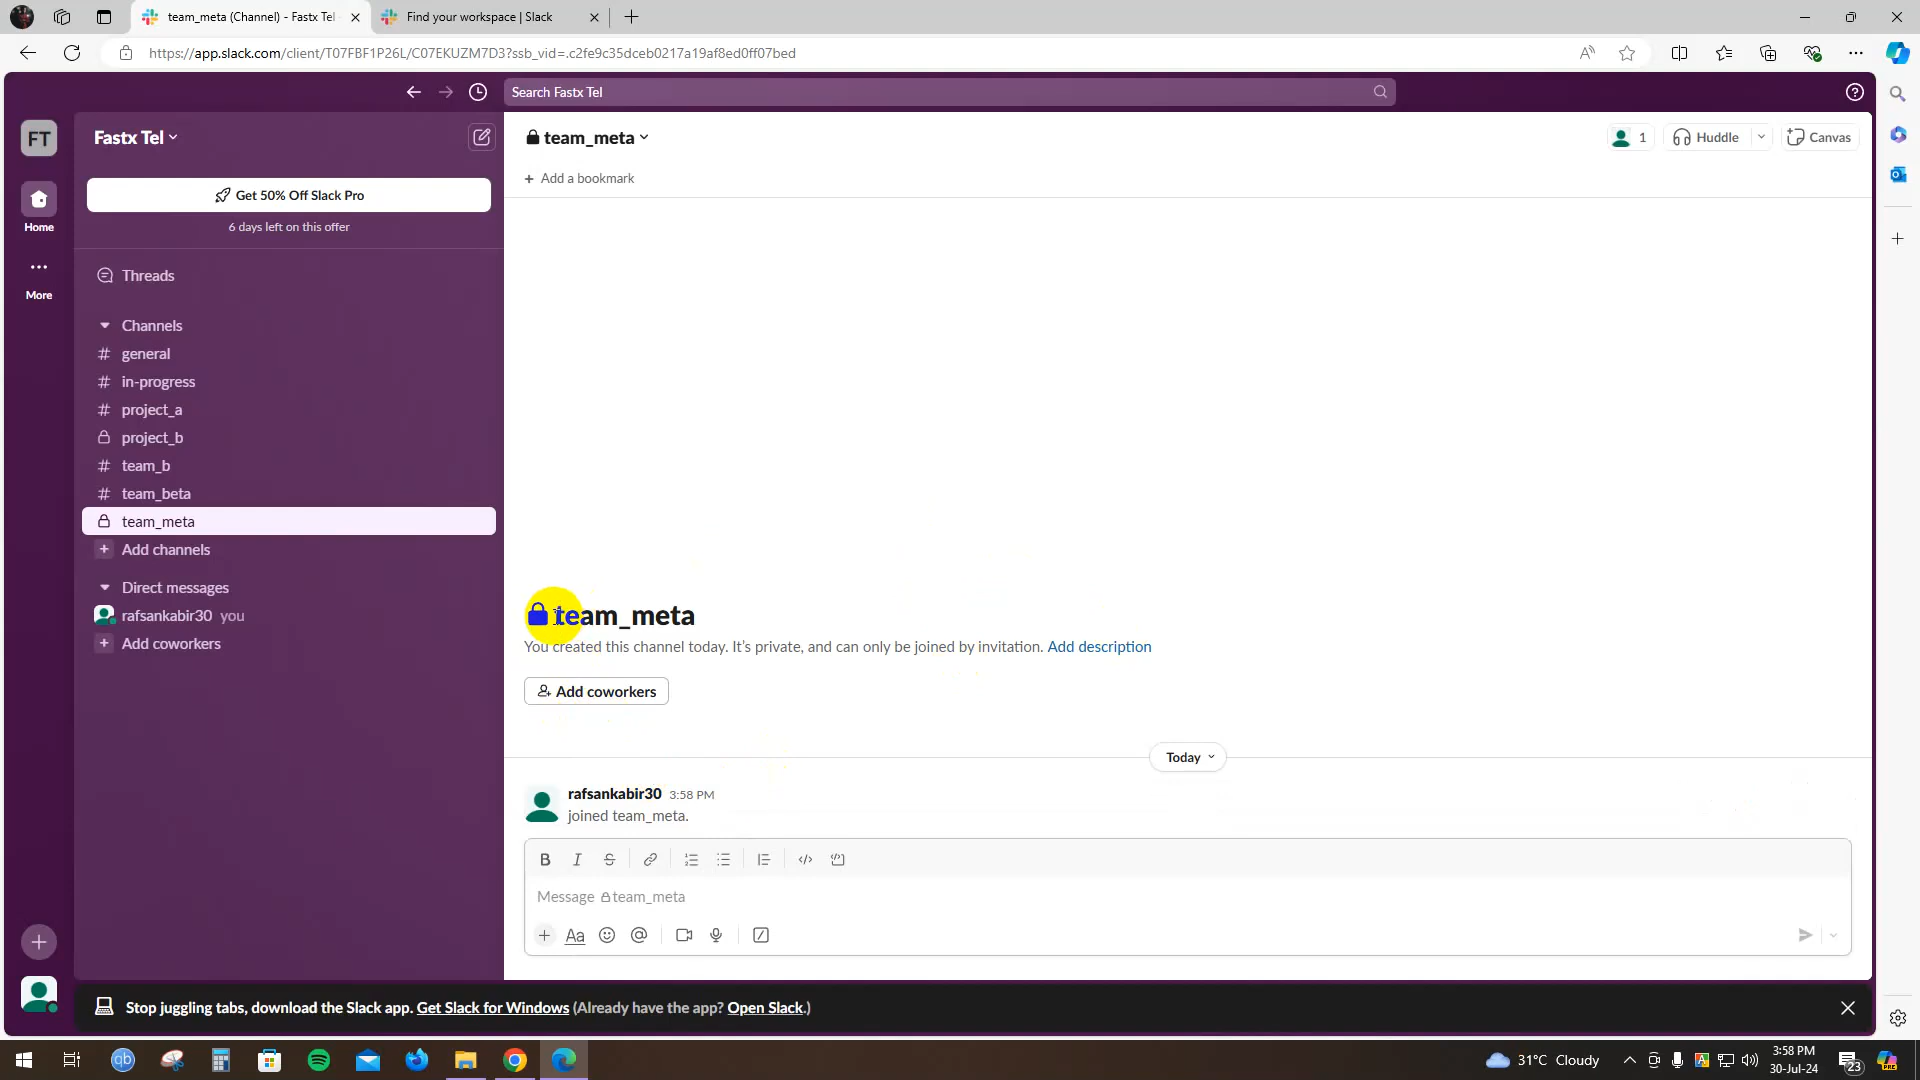 team_meta (Channel) - Fastx Tel
Find your workspace | Slack
https://app.slack.com/client/T07FBF1P26L/C07EKUZM7D3?ssb_vid=.c2fe9c35dceb0217a19af8ed0ff07bed
Search Fastx Tel
FT
Fastx Tel
team_meta
1
Huddle
Canvas
Add a bookmark
Get 50% Off Slack Pro
6 days left on this offer
Home
More
Threads
Channels
general
in-progress
project_a
project_b
team_b
team_beta
team_meta
Add channels
Direct messages
rafsankabir30 you
Add coworkers
team_meta
You created this channel today. It's private, and can only be joined by invitation. Add description
Add coworkers
Today
rafsankabir30 3:58 PM
joined team_meta.
Message team_meta
Stop juggling tabs, download the Slack app. Get Slack for Windows (Already have the app? Open Slack.)
31°C Cloudy
3:58 PM
30-Jul-24
23